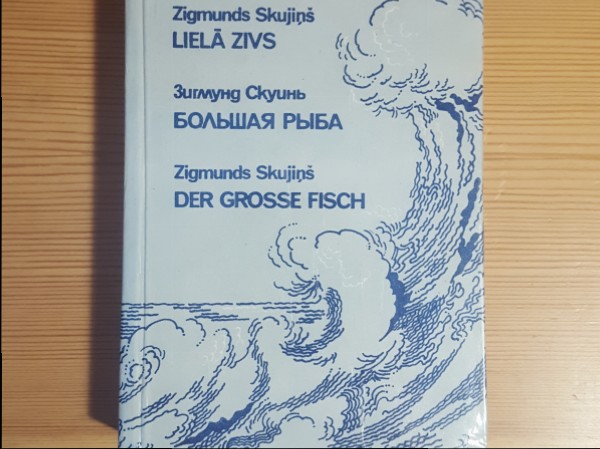 Zigmunds Skujiņš
LIELĀ ZIVS
Зигмунд Скуинь
БОЛЬШАЯ РЫБА
Zigmunds Skujiņš
DER GROSSE FISCH